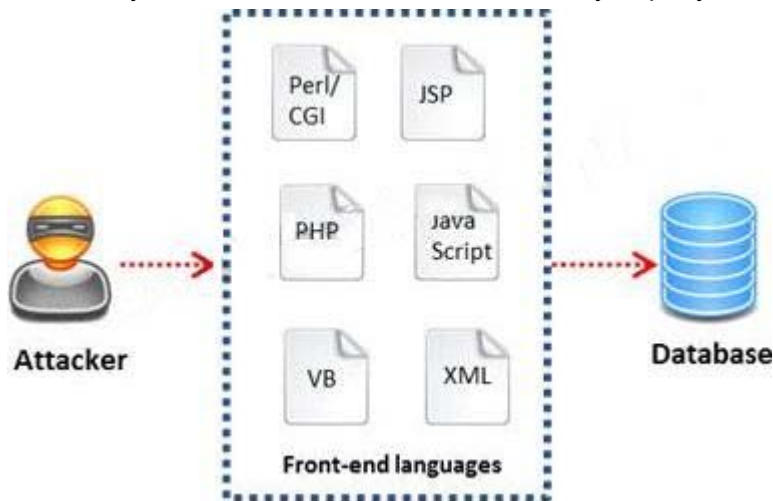 Perl/
CGI
JSP
PHP
Java
Script
Attacker
Database
VB
XML
Front-end languages